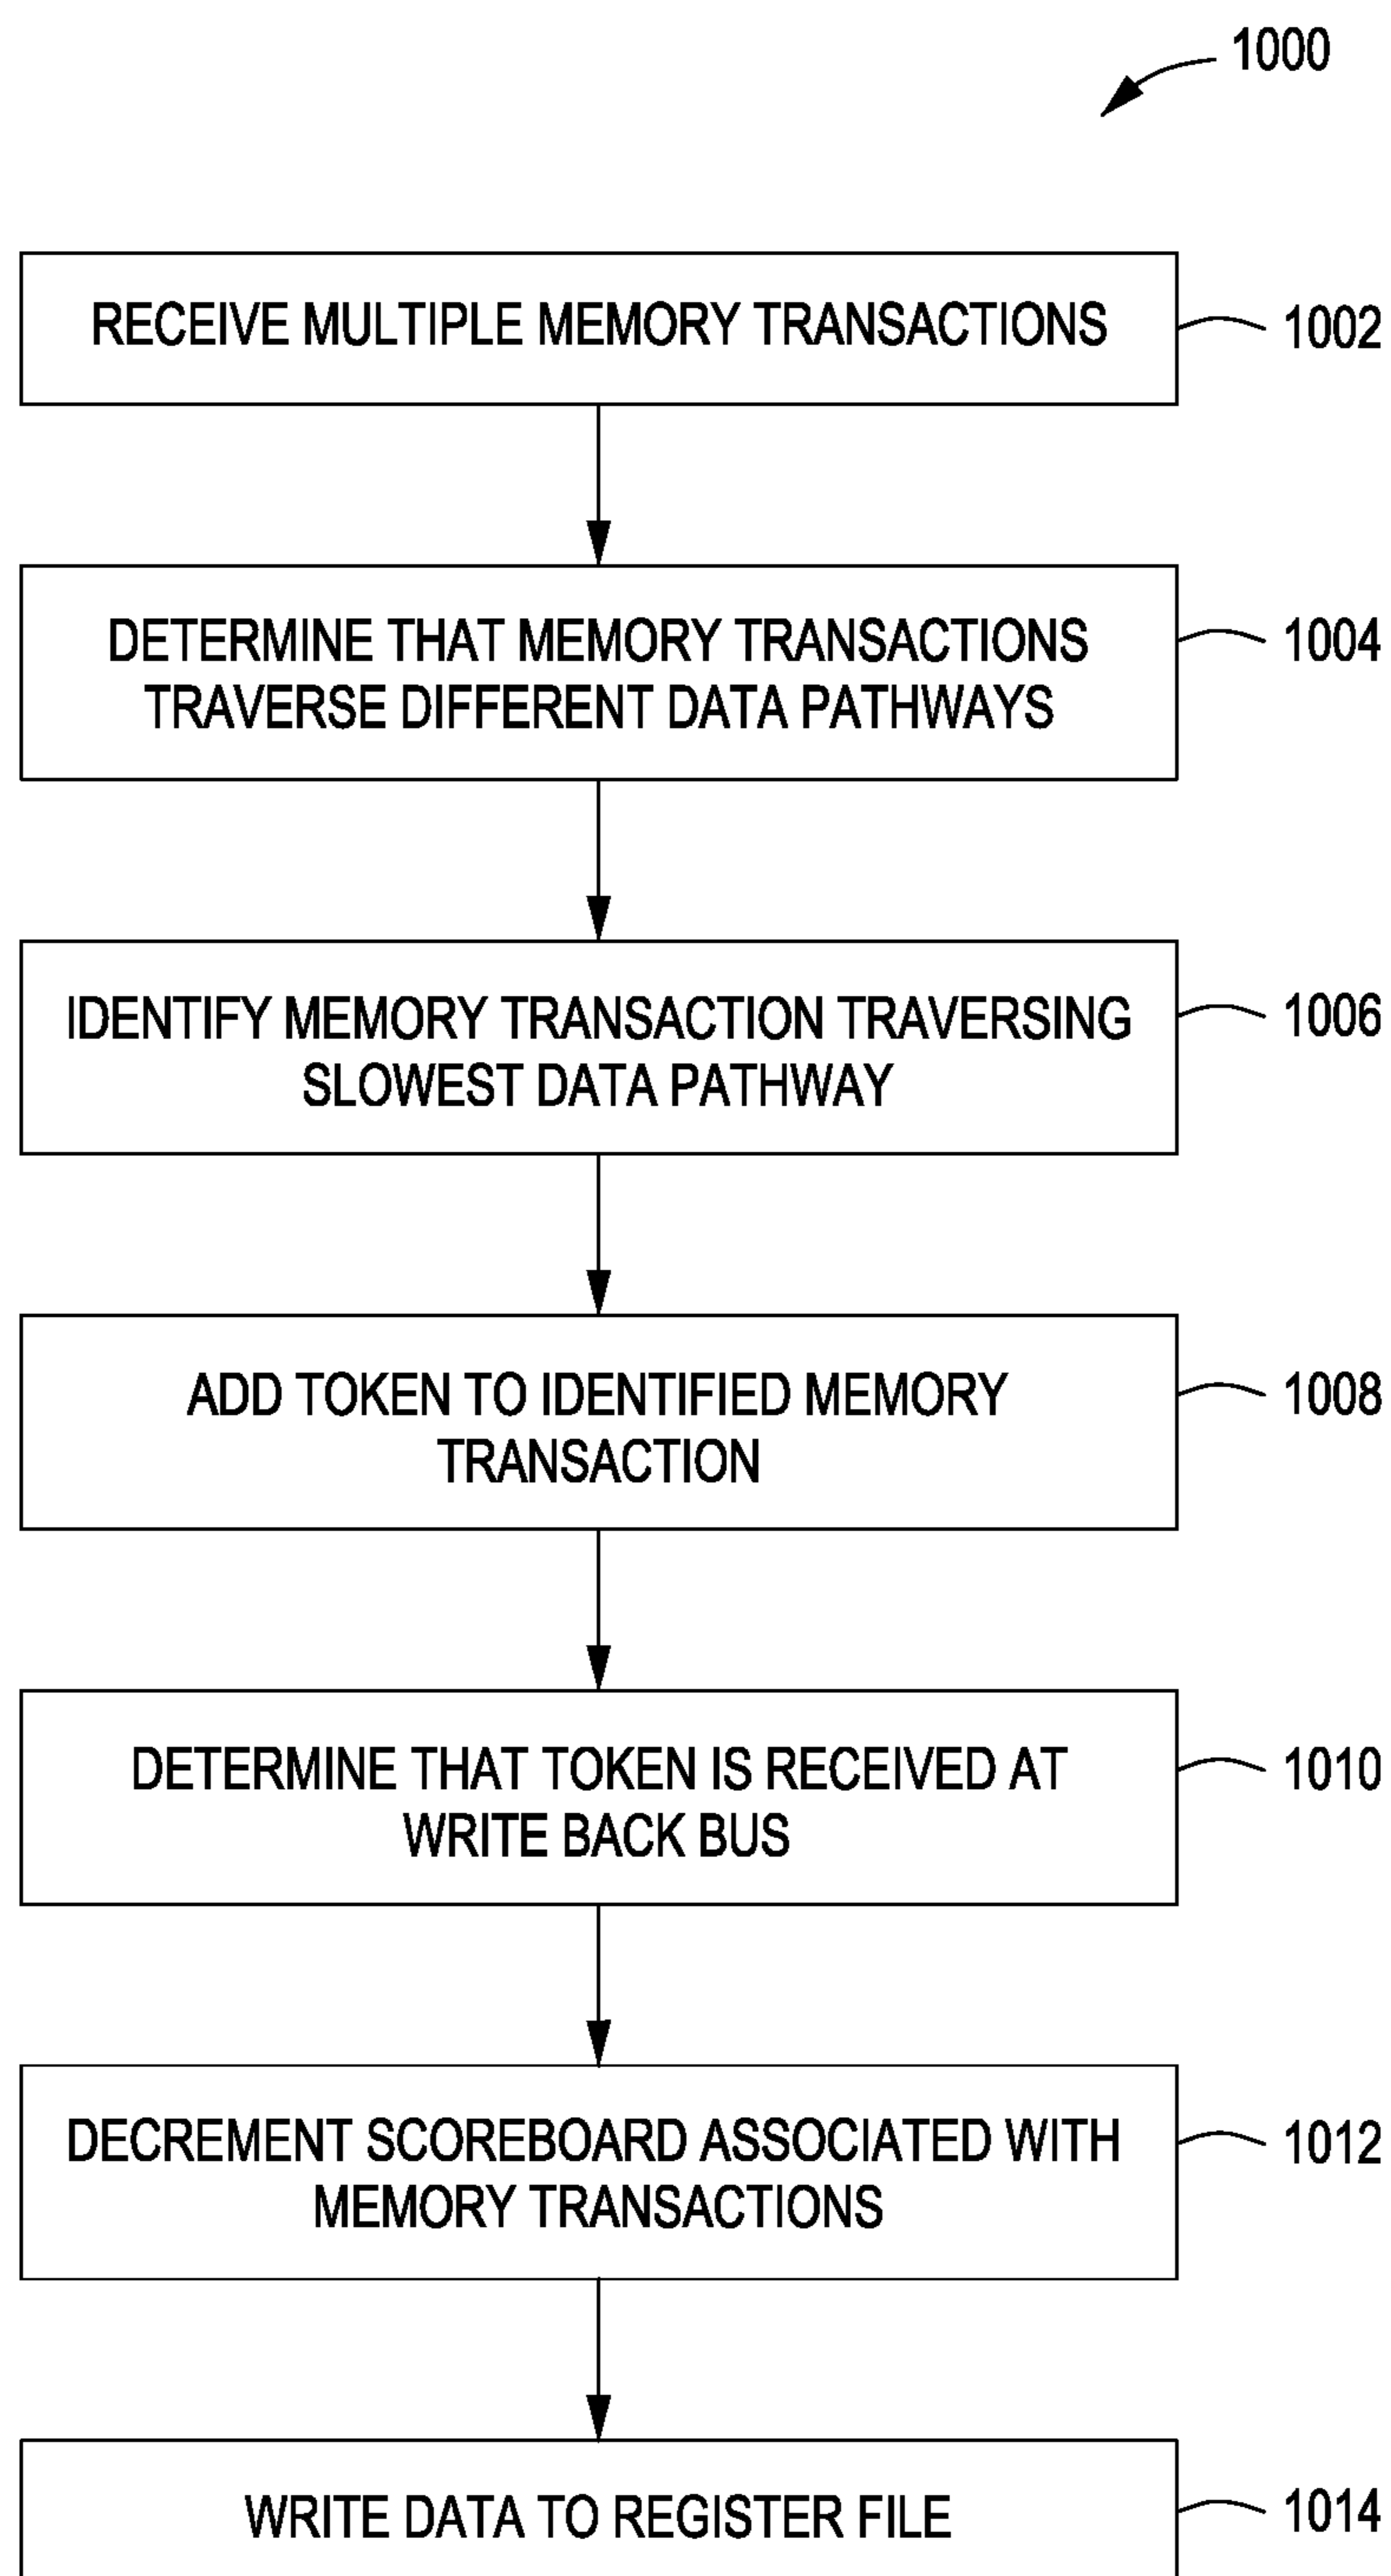 1000
RECEIVE MULTIPLE MEMORY TRANSACTIONS
1002
DETERMINE THAT MEMORY TRANSACTIONS
TRAVERSE DIFFERENT DATA PATHWAYS
1004
IDENTIFY MEMORY TRANSACTION TRAVERSING
SLOWEST DATA PATHWAY
1006
ADD TOKEN TO IDENTIFIED MEMORY
TRANSACTION
1008
DETERMINE THAT TOKEN IS RECEIVED AT
WRITE BACK BUS
1010
DECREMENT SCOREBOARD ASSOCIATED WITH
MEMORY TRANSACTIONS
1012
WRITE DATA TO REGISTER FILE
1014